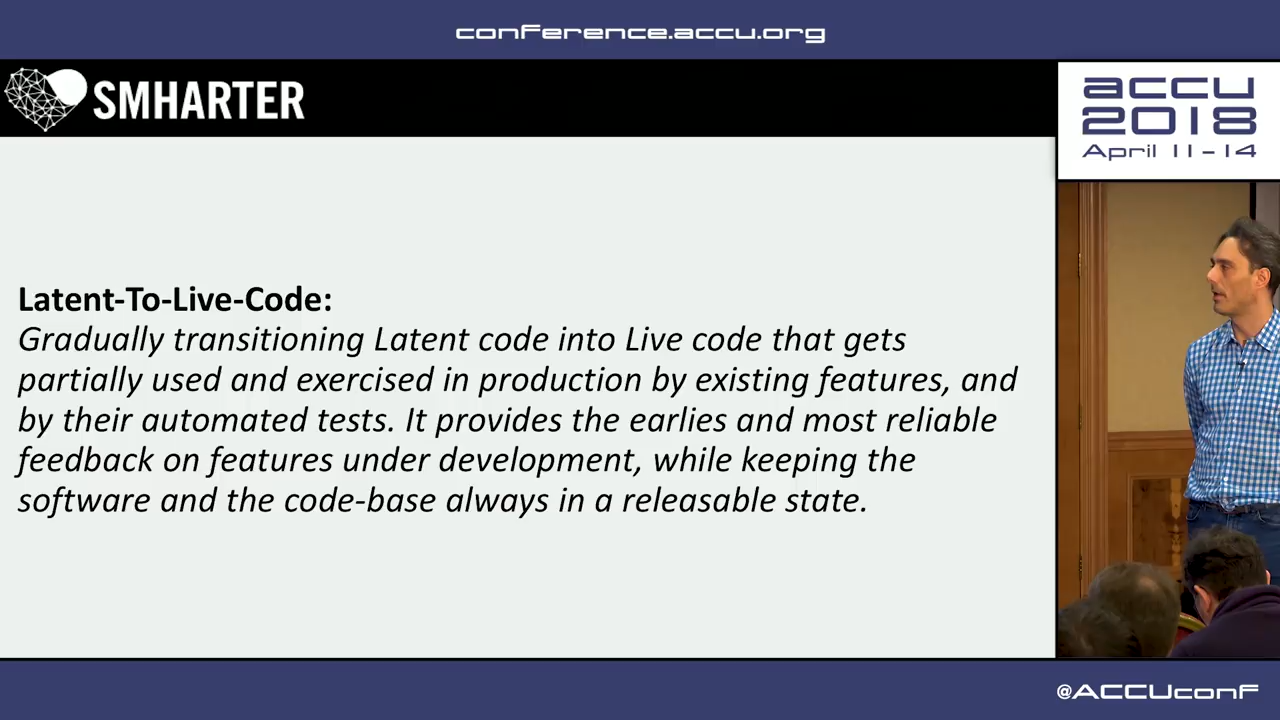 conference.accu.org
SMHARTER
accu
2018
April 11-14
Latent-To-Live-Code:
Gradually transitioning Latent code into Live code that gets
partially used and exercised in production by existing features, and
by their automated tests. It provides the earlies and most reliable
feedback on features under development, while keeping the
software and the code-base always in a releasable state.
@ACCUconf